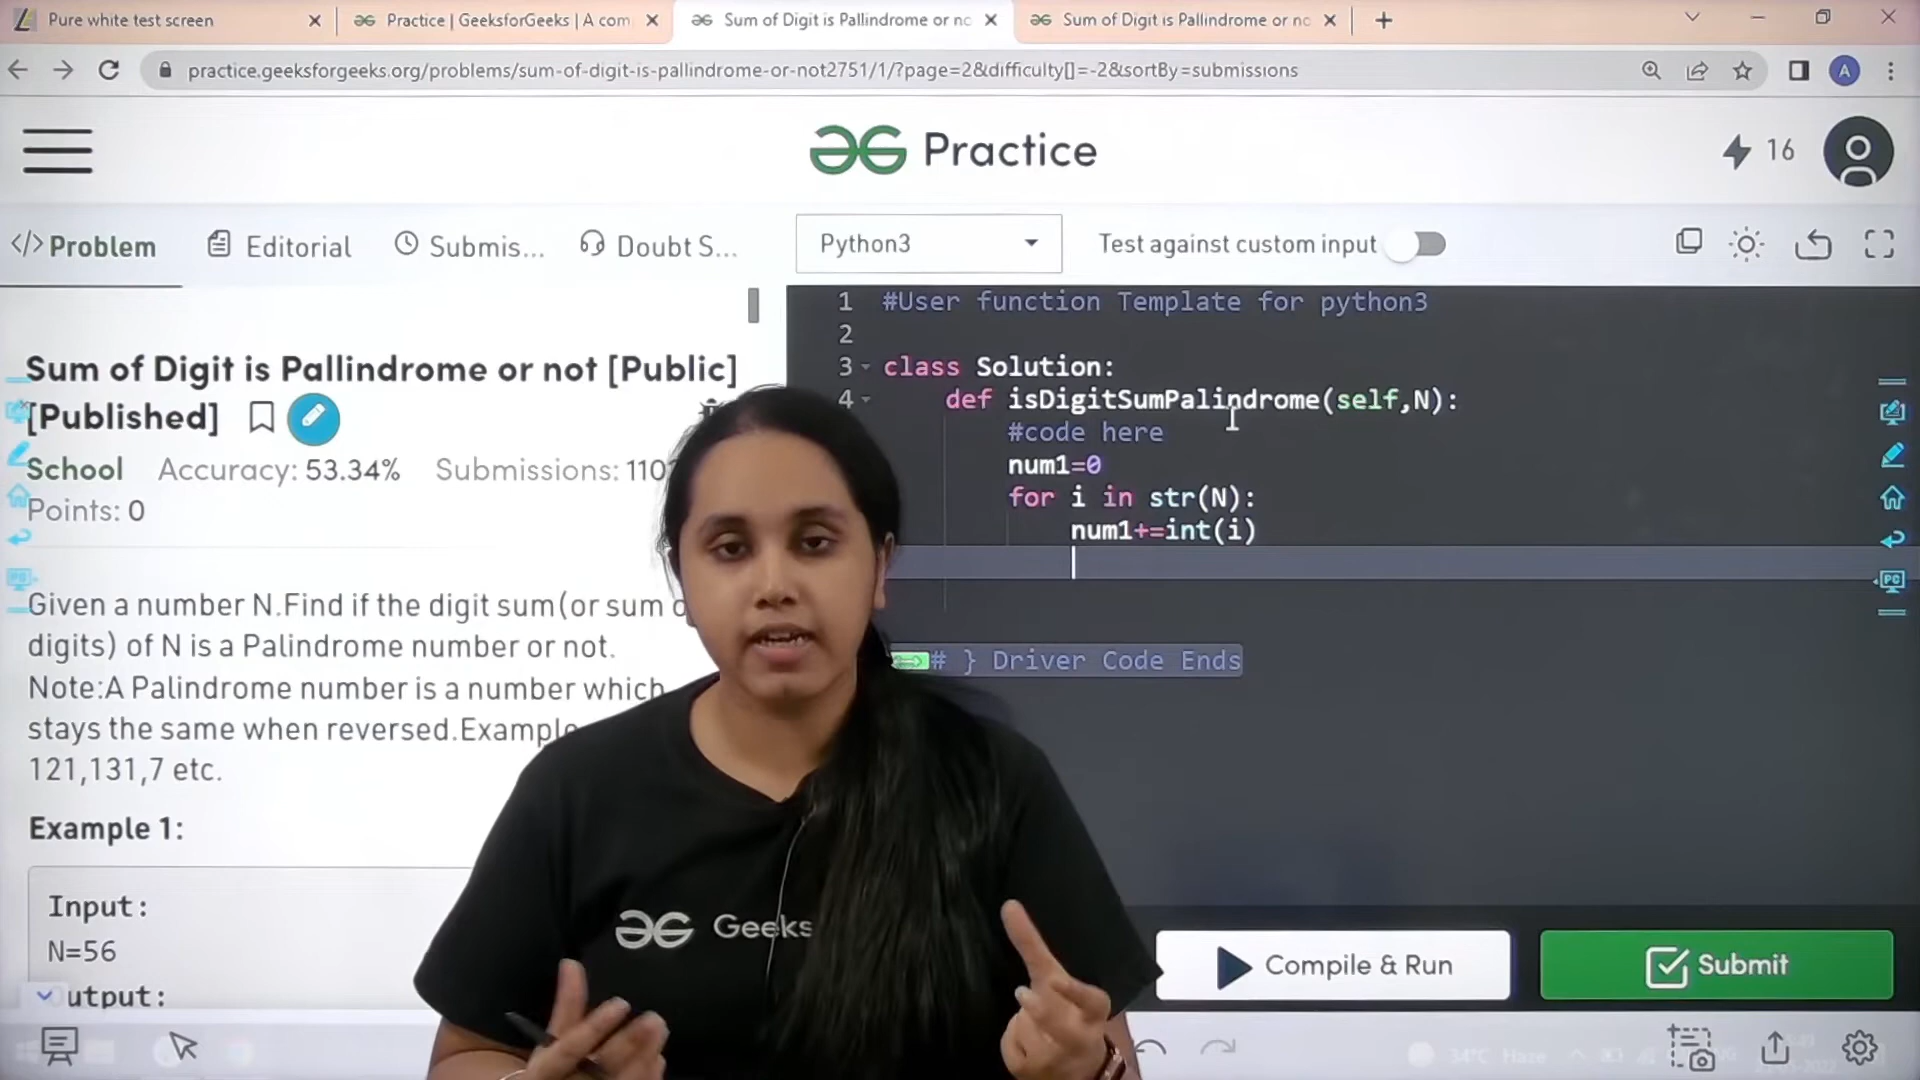 Pure white test screen
Practice | GeeksforGeeks | A com
Sum of Digit is Pallindrome or no
Sum of Digit is Pallindrome or no
practice.geeksforgeeks.org/problems/sum-of-digit-is-pallindrome-or-not2751/1/?page=2&difficulty[]=-2&sortBy=submissions
A
Practice
16
</> Problem
Editorial
Submis...
Doubt S...
Python3
Test against custom input
Sum of Digit is Pallindrome or not [Public]
[Published]
School Accuracy: 53.34% Submissions: 110
Points: 0
Given a number N.Find if the digit sum(or sum o
digits) of N is a Palindrome number or not.
Note:A Palindrome number is a number which
stays the same when reversed.Example
121,131,7 etc.
Example 1:
Input:
N=56
utput:
1 #User function Template for python3
2
3 class Solution:
4 def isDigitSumPalindrome(self,N):
#code here
num1=0
for i in str(N):
num1+=int(i)
# } Driver Code Ends
PC
Geeks
Compile & Run
Submit
34°C Haze